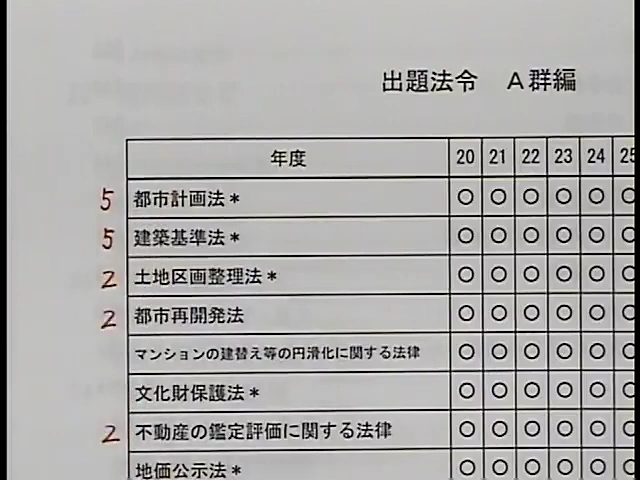 出題法令 A群編
年度 20 21 22 23 24 25
5 都市計画法* ○ ○ ○ ○ ○ ○
5 建築基準法* ○ ○ ○ ○ ○ ○
2 土地区画整理法* ○ ○ ○ ○ ○ ○
2 都市再開発法 ○ ○ ○ ○ ○ ○
マンションの建替え等の円滑化に関する法律 ○ ○ ○ ○ ○ ○
文化財保護法* ○ ○ ○ ○ ○ ○
2 不動産の鑑定評価に関する法律 ○ ○ ○ ○ ○ ○
地価公示法* ○ ○ ○ ○ ○ ○